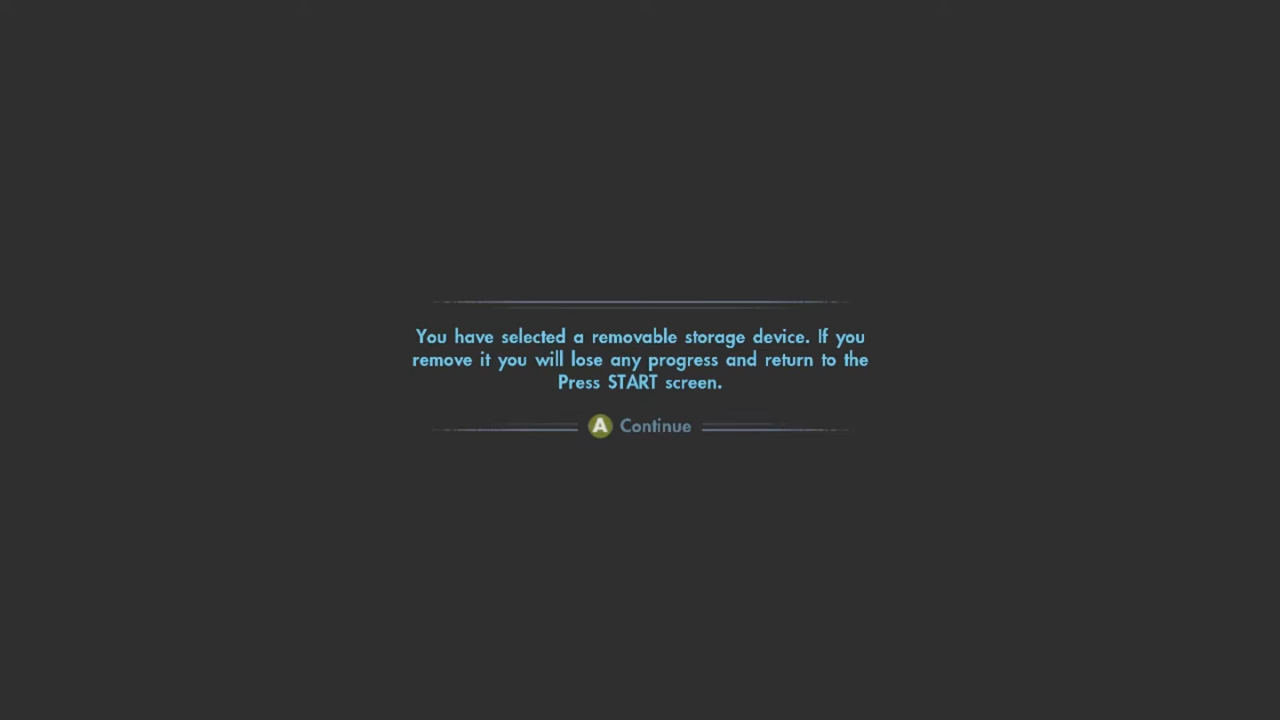 You have selected a removable storage device. If you
remove it you will lose any progress and return to the
Press START screen.
A Continue